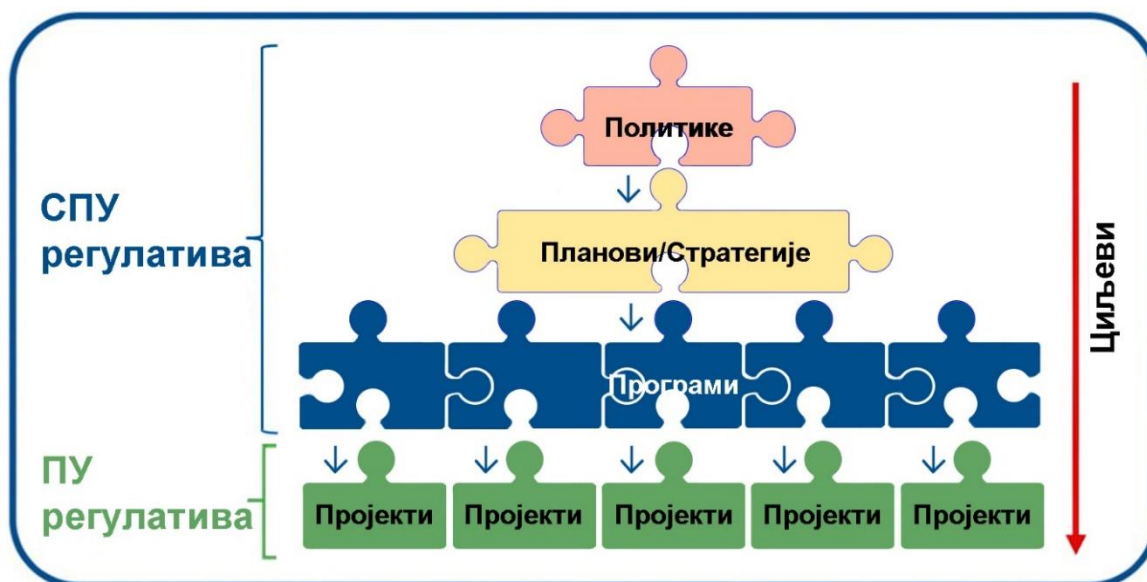 Политике
СПУ
регулатива
Планови/Стратегије
Програми
Циљеви
ПУ
регулатива
Пројекти Пројекти Пројекти Пројекти Пројекти